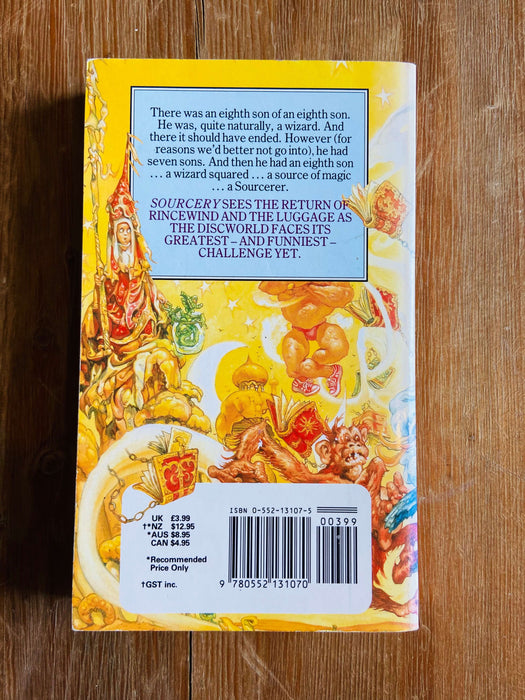 There was an eighth son of an eighth son.
He was, quite naturally, a wizard. And
there it should have ended. However (for
reasons we'd better not go into), he had
seven sons. And then he had an eighth son
... a wizard squared ... a source of magic
... a Sourcerer.
SOURCERY SEES THE RETURN OF
RINCEWIND AND THE LUGGAGE AS
THE DISCWORLD FACES ITS
GREATEST – AND FUNNIEST –
CHALLENGE YET.
UK £3.99
†*NZ $12.95
*AUS $8.95
CAN $4.95
*Recommended
Price Only
†GST inc.
ISBN 0-552-13107-5
00399
9 780552 131070